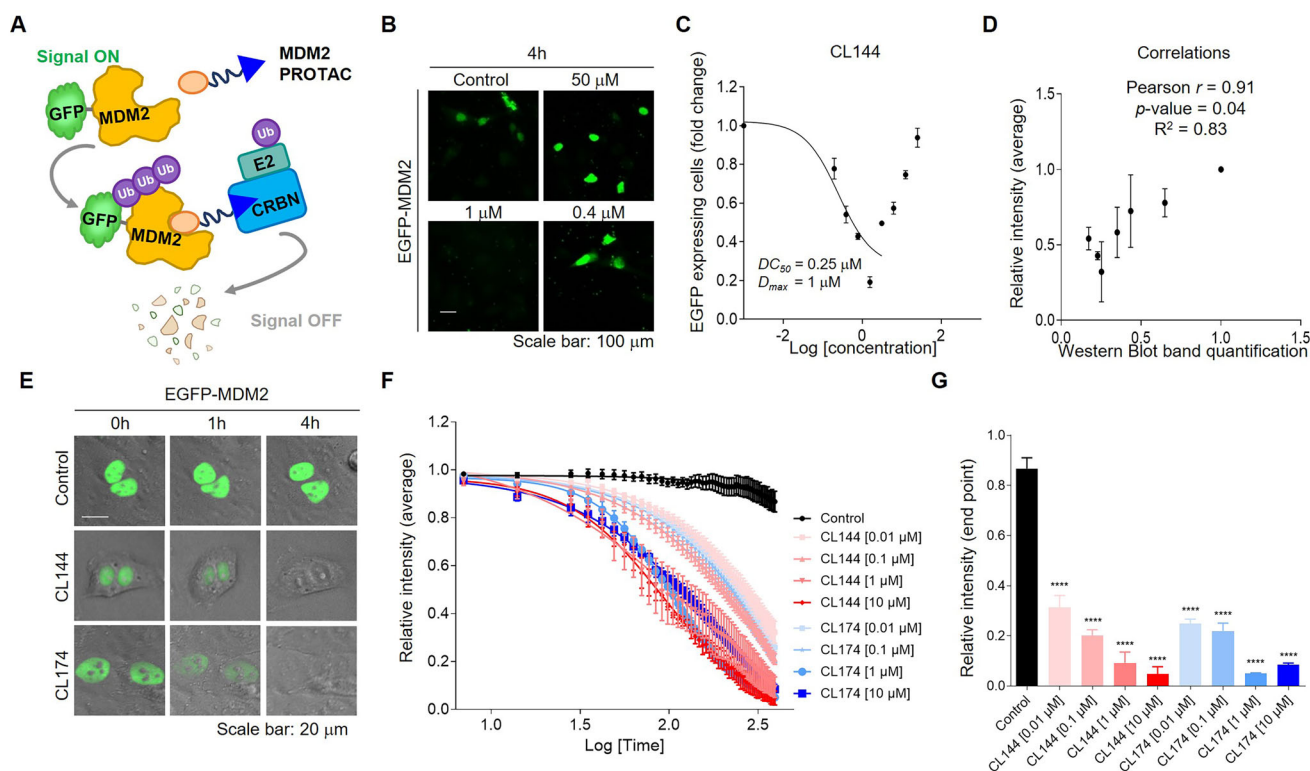 A
Signal ON
MDM2
PROTAC
GFP
MDM2
Ub
Ub
Ub
Ub
E2
GFP
MDM2
CRBN
Signal OFF
B
4h
Control
50 μM
EGFP-MDM2
1 μM
0.4 μM
Scale bar: 100 μm
C
CL144
EGFP expressing cells (fold change)
1.2
1.0
0.8
0.6
0.4
0.2
0.0
DC50 = 0.25 μM
Dmax = 1 μM
-2
0
2
Log [concentration]
D
Correlations
Pearson r = 0.91
p-value = 0.04
R2 = 0.83
Relative intensity (average)
1.5
1.0
0.5
0.0
0.0
0.5
1.0
1.5
Western Blot band quantification
E
EGFP-MDM2
0h
1h
4h
Control
CL144
CL174
Scale bar: 20 μm
F
Relative intensity (average)
1.2
1.0
0.8
0.6
0.4
0.2
0.0
1.0
1.5
2.0
2.5
Log [Time]
Control
CL144 [0.01 μM]
CL144 [0.1 μM]
CL144 [1 μM]
CL144 [10 μM]
CL174 [0.01 μM]
CL174 [0.1 μM]
CL174 [1 μM]
CL174 [10 μM]
G
Relative intensity (end point)
1.0
0.8
0.6
0.4
0.2
0.0
****
****
****
****
****
****
****
****
Control
CL144 [0.01 μM]
CL144 [0.1 μM]
CL144 [1 μM]
CL144 [10 μM]
CL174 [0.01 μM]
CL174 [0.1 μM]
CL174 [1 μM]
CL174 [10 μM]